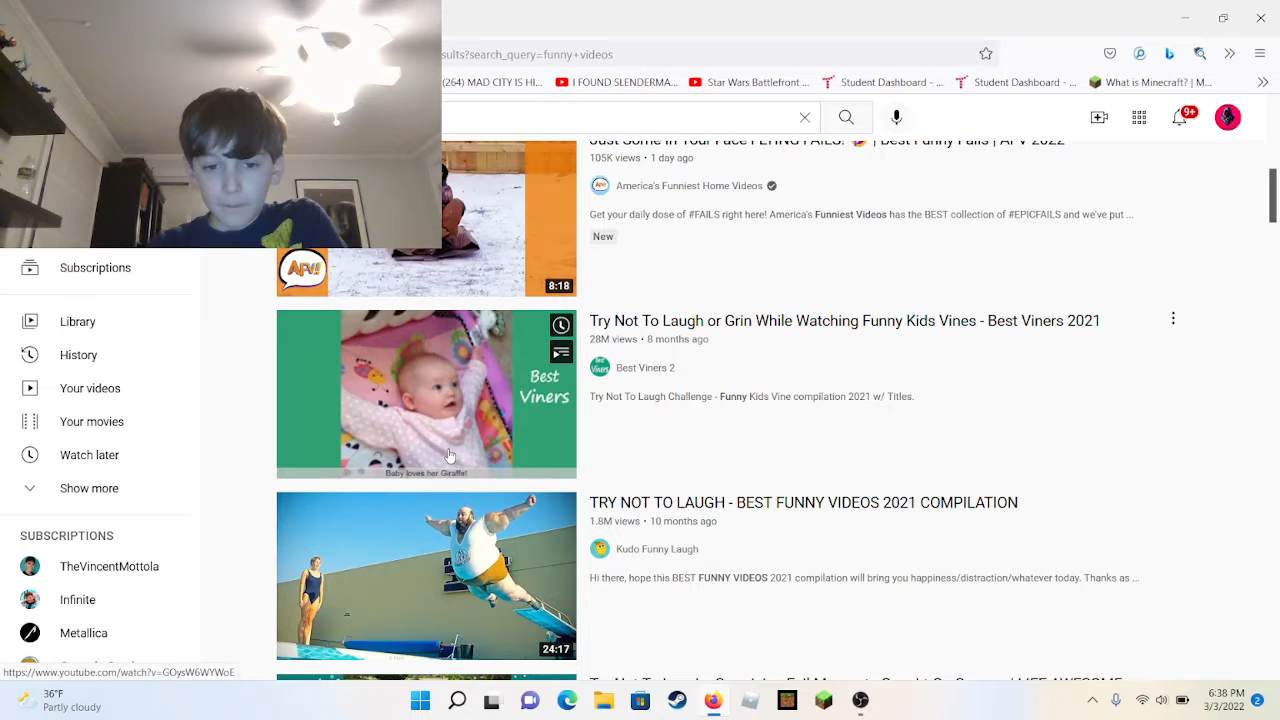 sults?search_query=funny+videos
(264) MAD CITY IS HI...
I FOUND SLENDERMA...
Star Wars Battlefront ...
Student Dashboard - ...
Student Dashboard - ...
What is Minecraft? | M...
9+
105K views • 1 day ago
America's Funniest Home Videos
Get your daily dose of #FAILS right here! America's Funniest Videos has the BEST collection of #EPICFAILS and we've put ...
New
AFV!!
8:18
Subscriptions
Library
History
Your videos
Your movies
Watch later
Show more
SUBSCRIPTIONS
TheVincentMottola
Infinite
Metallica
Try Not To Laugh or Grin While Watching Funny Kids Vines - Best Viners 2021
28M views • 8 months ago
Best Viners 2
Try Not To Laugh Challenge - Funny Kids Vine compilation 2021 w/ Titles.
Best
Viners
Baby loves her Giraffe!
TRY NOT TO LAUGH - BEST FUNNY VIDEOS 2021 COMPILATION
1.8M views • 10 months ago
Kudo Funny Laugh
Hi there, hope this BEST FUNNY VIDEOS 2021 compilation will bring you happiness/distraction/whatever today. Thanks as ...
24:17
https://www.youtube.com/watch?v=GOysW6WYWoE
36°F
Partly cloudy
6:38 PM
3/3/2022
2